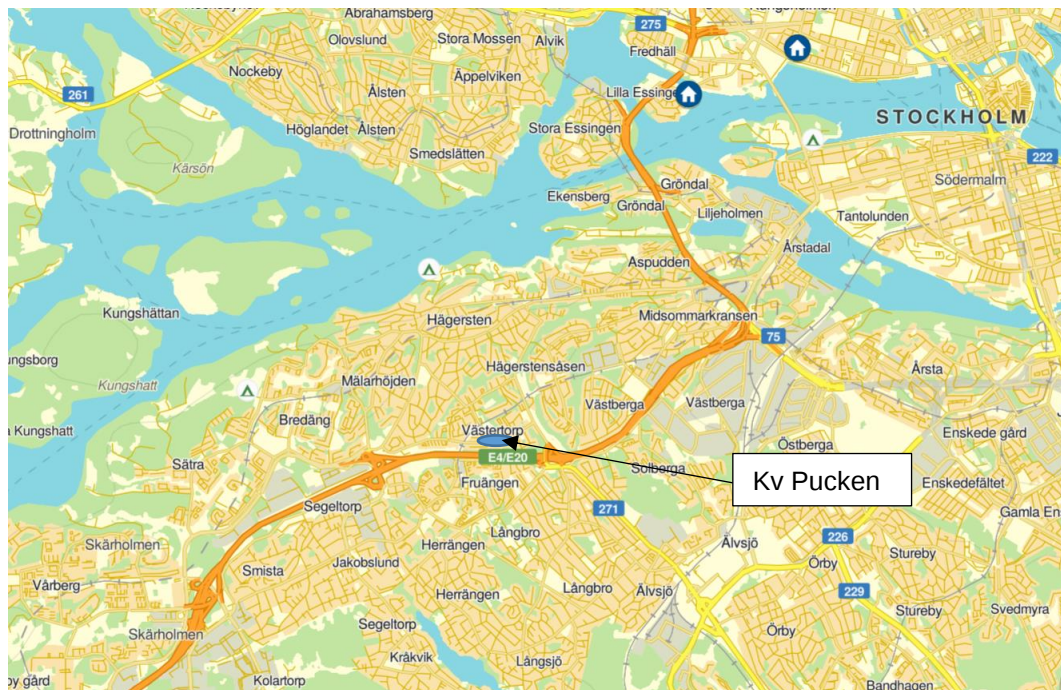 Abrahamsberg
275
Olovslund
Stora Mossen
Alvik
Fredhäll
Nockeby
Äppelviken
261
Ålsten
Lilla Essingen
STOCKHOLM
Drottningholm
Höglandet
Ålsten
Stora Essingen
Kärsön
Smedslätten
222
Gröndal
Södermalm
Ekensberg
Gröndal
Liljeholmen
Tantolunden
Årstadal
Aspudden
Kungshättan
Hägersten
Midsommarkransen
75
ungsborg
Hägerstensåsen
Årsta
Kungshatt
Mälarhöjden
Västberga
Västberga
Bredäng
a Kungshatt
Västertorp
Enskede gård
Östberga
E4/E20
Sätra
Solberga
Kv Pucken
Fruängen
Enskedefältet
Segeltorp
271
Gamla Ens
Långbro
226
Skärholmen
Herrängen
Älvsjö
Stureby
Jakobslund
Örby
Smista
Vårberg
Långbro
Älvsjö
229
Herrängen
Stureby
Svedmyra
Segeltorp
Örby
Skärholmen
Kråkvik
Långsjö
by gård
Kolartorp
Bandhagen